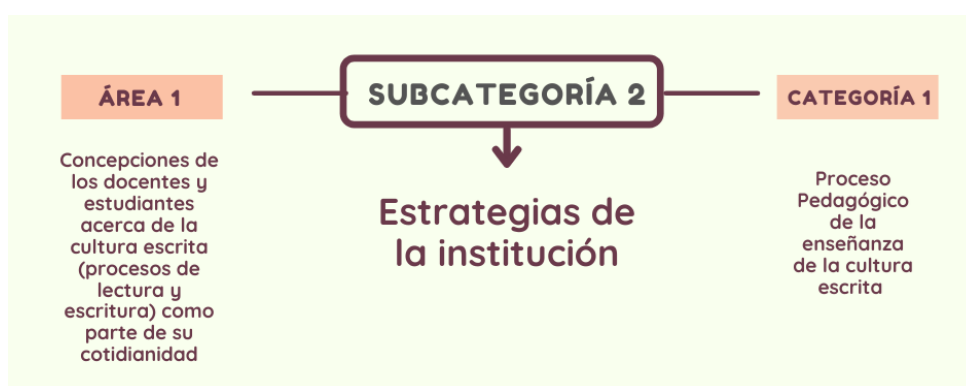 ÁREA 1
Concepciones de
los docentes y
estudiantes
acerca de la
cultura escrita
(procesos de
lectura y
escritura) como
parte de su
cotidianidad
SUBCATEGORÍA 2
Estrategias de
la institución
CATEGORÍA 1
Proceso
Pedagógico
de la
enseñanza
de la cultura
escrita